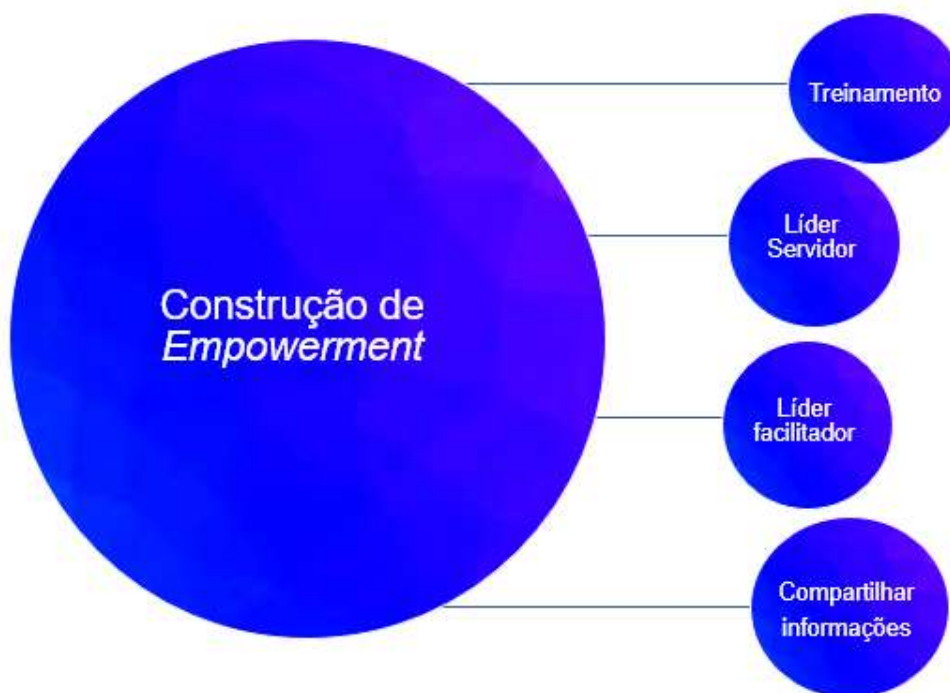 Construção de
Empowerment
Treinamento
Líder
Servidor
Líder
facilitador
Compartilhar
informações